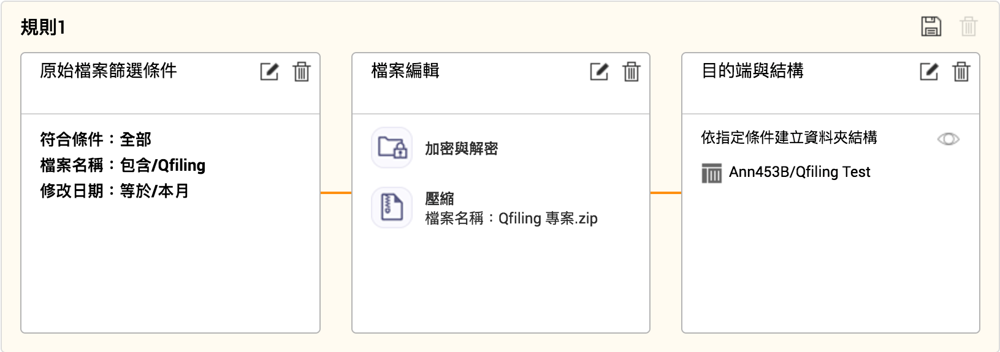 規則1
原始檔案篩選條件
符合條件：全部
檔案名稱：包含/Qfiling
修改日期：等於/本月
檔案編輯
加密與解密
壓縮
檔案名稱：Qfiling 專案.zip
目的端與結構
依指定條件建立資料夾結構
Ann453B/Qfiling Test